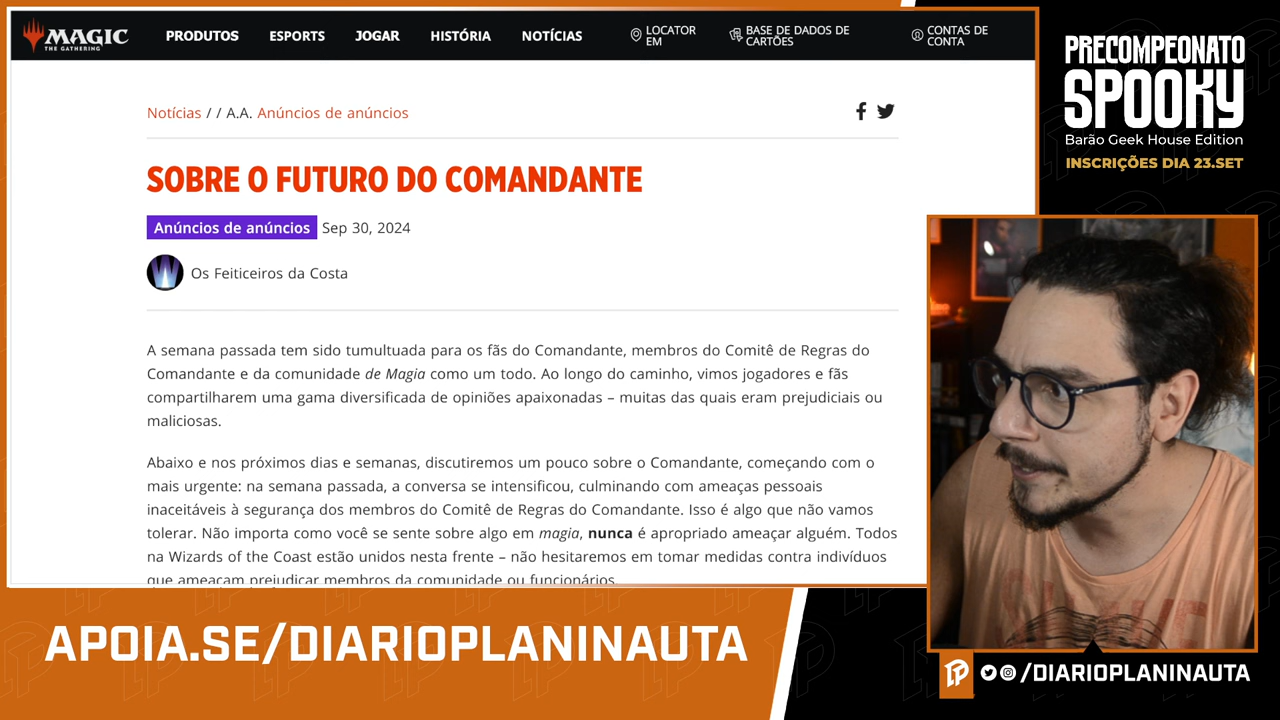 MAGIC
THE GATHERING
PRODUTOS
ESPORTS
JOGAR
HISTÓRIA
NOTÍCIAS
LOCATOR
EM
BASE DE DADOS DE
CARTÕES
CONTAS DE
CONTA
Notícias / / A.A. Anúncios de anúncios
SOBRE O FUTURO DO COMANDANTE
Anúncios de anúncios Sep 30, 2024
Os Feiticeiros da Costa
A semana passada tem sido tumultuada para os fãs do Comandante, membros do Comitê de Regras do
Comandante e da comunidade de Magia como um todo. Ao longo do caminho, vimos jogadores e fãs
compartilharem uma gama diversificada de opiniões apaixonadas – muitas das quais eram prejudiciais ou
maliciosas.
Abaixo e nos próximos dias e semanas, discutiremos um pouco sobre o Comandante, começando com o
mais urgente: na semana passada, a conversa se intensificou, culminando com ameaças pessoais
inaceitáveis à segurança dos membros do Comitê de Regras do Comandante. Isso é algo que não vamos
tolerar. Não importa como você se sente sobre algo em magia, nunca é apropriado ameaçar alguém. Todos
na Wizards of the Coast estão unidos nesta frente – não hesitaremos em tomar medidas contra indivíduos
que ameaçam prejudicar membros da comunidade ou funcionários.
PRECOMPEONATO
SPOOKY
Barão Geek House Edition
INSCRIÇÕES DIA 23.SET
APOIA.SE/DIARIOPLANINAUTA
/DIARIOPLANINAUTA